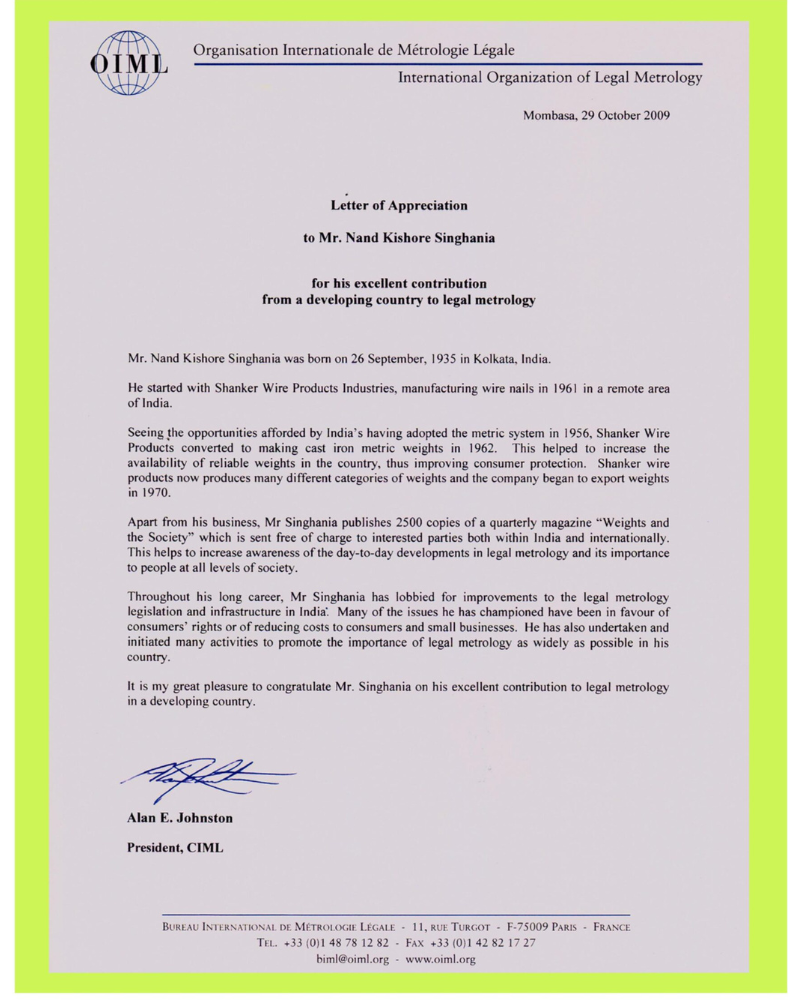 OIML
Organisation Internationale de Métrologie Légale
International Organization of Legal Metrology
Mombasa, 29 October 2009
Letter of Appreciation
to Mr. Nand Kishore Singhania
for his excellent contribution
from a developing country to legal metrology
Mr. Nand Kishore Singhania was born on 26 September, 1935 in Kolkata, India.
He started with Shanker Wire Products Industries, manufacturing wire nails in 1961 in a remote area
of India.
Seeing the opportunities afforded by India's having adopted the metric system in 1956, Shanker Wire
Products converted to making cast iron metric weights in 1962. This helped to increase the
availability of reliable weights in the country, thus improving consumer protection. Shanker wire
products now produces many different categories of weights and the company began to export weights
in 1970.
Apart from his business, Mr Singhania publishes 2500 copies of a quarterly magazine “Weights and
the Society” which is sent free of charge to interested parties both within India and internationally.
This helps to increase awareness of the day-to-day developments in legal metrology and its importance
to people at all levels of society.
Throughout his long career, Mr Singhania has lobbied for improvements to the legal metrology
legislation and infrastructure in India. Many of the issues he has championed have been in favour of
consumers' rights or of reducing costs to consumers and small businesses. He has also undertaken and
initiated many activities to promote the importance of legal metrology as widely as possible in his
country.
It is my great pleasure to congratulate Mr. Singhania on his excellent contribution to legal metrology
in a developing country.
Alan E. Johnston
President, CIML
BUREAU INTERNATIONAL DE MÉTROLOGIE LÉGALE - 11, RUE TURGOT - F-75009 PARIS - FRANCE
TEL. +33 (0)1 48 78 12 82 - FAX +33 (0)1 42 82 17 27
biml@oiml.org - www.oiml.org